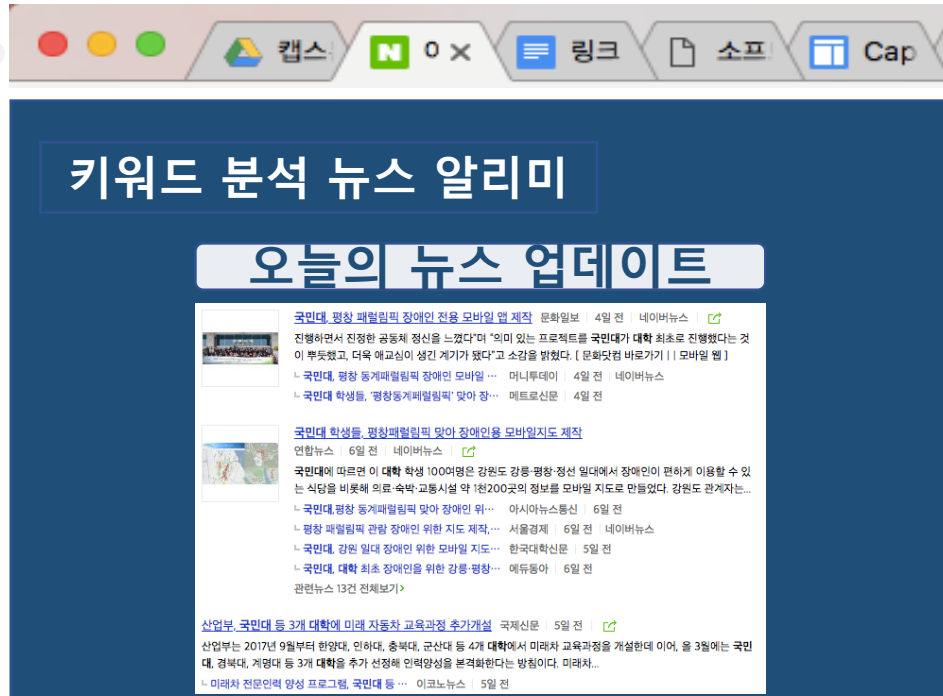 캡스
N 0 ×
링크
소프
Cap
키워드 분석 뉴스 알리미
오늘의 뉴스 업데이트
국민대, 평창 패럴림픽 장애인 전용 모바일 앱 제작 문화일보 4일 전 네이버뉴스
진행하면서 진정한 공동체 정신을 느꼈다"며 "의미 있는 프로젝트를 국민대가 대학 최초로 진행했다는 것
이 뿌듯했고, 더욱 애교심이 생긴 계기가 됐다"고 소감을 밝혔다. [ 문화닷컴 바로가기 | | 모바일 웹 ]
ㄴ 국민대, 평창 동계패럴림픽 장애인 모바일 … 머니투데이 4일 전 네이버뉴스
ㄴ 국민대 학생들, '평창동계페럴림픽' 맞아 장… 메트로신문 4일 전
국민대 학생들, 평창패럴림픽 맞아 장애인용 모바일지도 제작
연합뉴스 6일 전 네이버뉴스
국민대에 따르면 이 대학 학생 100여명은 강원도 강릉·평창·정선 일대에서 장애인이 편하게 이용할 수 있
는 식당을 비롯해 의료·숙박·교통시설 약 1천200곳의 정보를 모바일 지도로 만들었다. 강원도 관계자는...
ㄴ 국민대,평창 동계패럴림픽 맞아 장애인 위… 아시아뉴스통신 6일 전
ㄴ 평창 패럴림픽 관람 장애인 위한 지도 제작,… 서울경제 6일 전 네이버뉴스
ㄴ 국민대, 강원 일대 장애인 위한 모바일 지도… 한국대학신문 5일 전
ㄴ 국민대, 대학 최초 장애인을 위한 강릉·평창… 에듀동아 6일 전
관련뉴스 13건 전체보기>
산업부, 국민대 등 3개 대학에 미래 자동차 교육과정 추가개설 국제신문 5일 전
산업부는 2017년 9월부터 한양대, 인하대, 충북대, 군산대 등 4개 대학에서 미래차 교육과정을 개설한데 이어, 올 3월에는 국민
대, 경북대, 계명대 등 3개 대학을 추가 선정해 인력양성을 본격화한다는 방침이다. 미래차...
ㄴ 미래차 전문인력 양성 프로그램, 국민대 등 … 이코노뉴스 5일 전